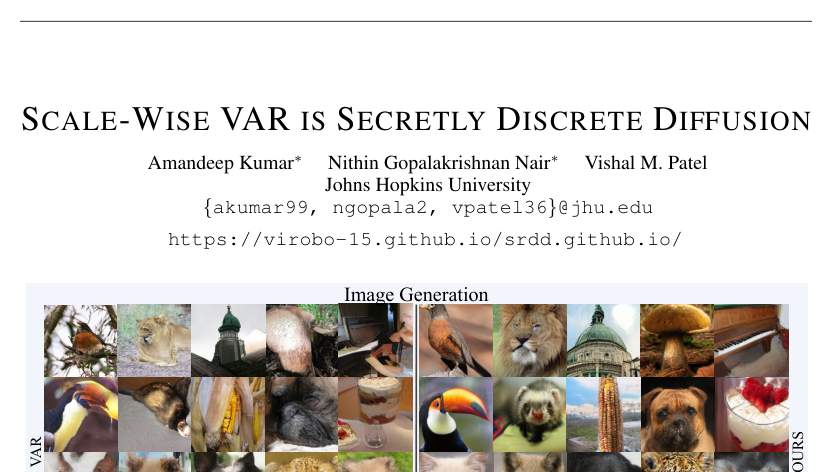 SCALE-WISE VAR IS SECRETLY DISCRETE DIFFUSION
Amandeep Kumar* Nithin Gopalakrishnan Nair* Vishal M. Patel
Johns Hopkins University
{akumar99, ngopala2, vpatel36}@jhu.edu
https://virobo-15.github.io/srdd.github.io/
Image Generation
VAR
OURS